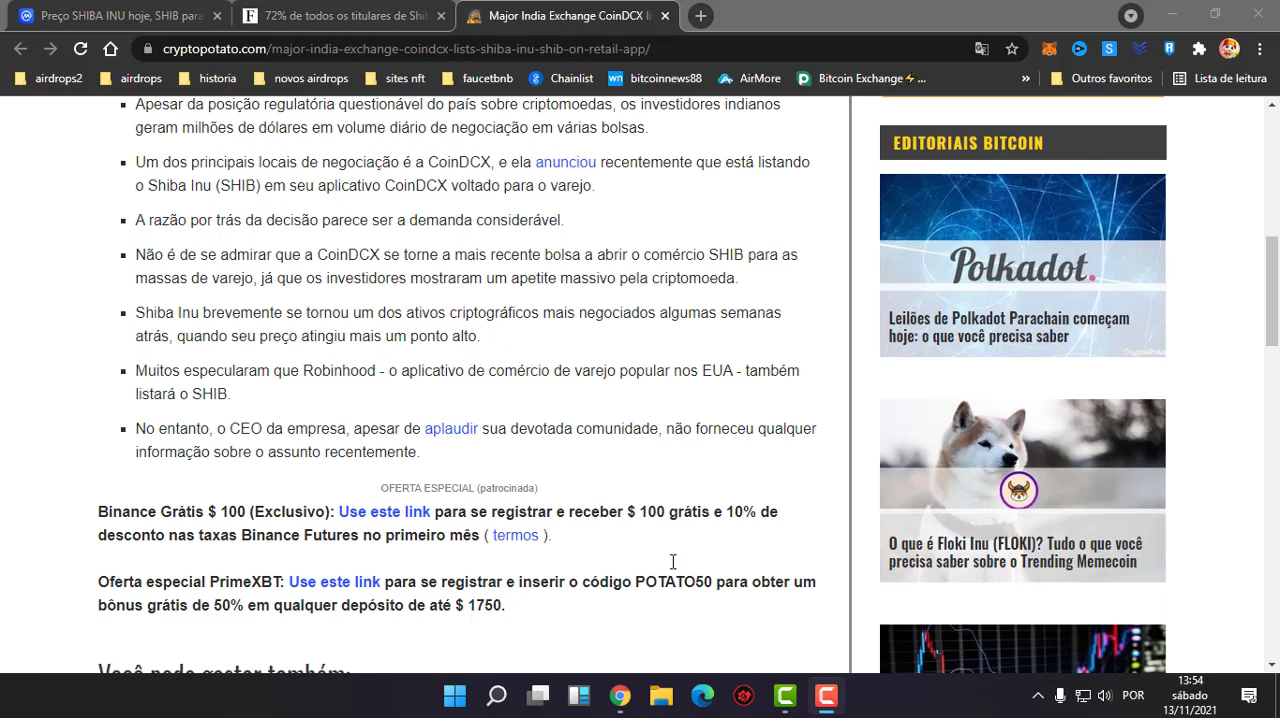 Preço SHIBA INU hoje, SHIB para
72% de todos os titulares de Shi
Major India Exchange CoinDCX li
cryptopotato.com/major-india-exchange-coindcx-lists-shiba-inu-shib-on-retail-app/
airdrops2
airdrops
historia
novos airdrops
sites nft
faucetbnb
Chainlist
wn bitcoinnews88
AirMore
Bitcoin Exchange⚡...
»
Outros favoritos
Lista de leitura
▪ Apesar da posição regulatória questionável do país sobre criptomoedas, os investidores indianos
geram milhões de dólares em volume diário de negociação em várias bolsas.
▪ Um dos principais locais de negociação é a CoinDCX, e ela anunciou recentemente que está listando
o Shiba Inu (SHIB) em seu aplicativo CoinDCX voltado para o varejo.
▪ A razão por trás da decisão parece ser a demanda considerável.
▪ Não é de se admirar que a CoinDCX se torne a mais recente bolsa a abrir o comércio SHIB para as
massas de varejo, já que os investidores mostraram um apetite massivo pela criptomoeda.
▪ Shiba Inu brevemente se tornou um dos ativos criptográficos mais negociados algumas semanas
atrás, quando seu preço atingiu mais um ponto alto.
▪ Muitos especularam que Robinhood - o aplicativo de comércio de varejo popular nos EUA - também
listará o SHIB.
▪ No entanto, o CEO da empresa, apesar de aplaudir sua devotada comunidade, não forneceu qualquer
informação sobre o assunto recentemente.
OFERTA ESPECIAL (patrocinada)
Binance Grátis $ 100 (Exclusivo): Use este link para se registrar e receber $ 100 grátis e 10% de
desconto nas taxas Binance Futures no primeiro mês ( termos ).
Oferta especial PrimeXBT: Use este link para se registrar e inserir o código POTATO50 para obter um
bônus grátis de 50% em qualquer depósito de até $ 1750.
Você pode gostar também:
EDITORIAIS BITCOIN
Polkadot.
Leilões de Polkadot Parachain começam
hoje: o que você precisa saber
CryptoPota
O que é Floki Inu (FLOKI)? Tudo o que você
precisa saber sobre o Trending Memecoin
POR
13:54
sábado
13/11/2021